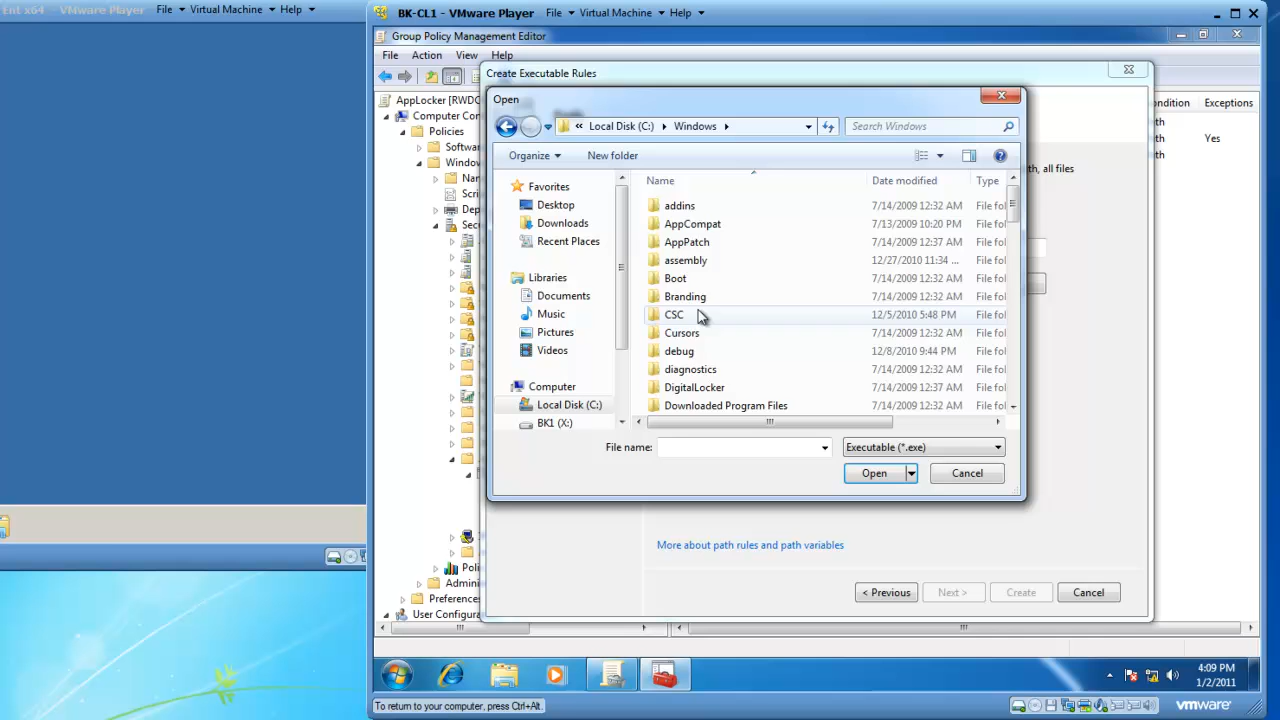 Ent x64 - VMware Player File Virtual Machine Help
BK-CL1 - VMware Player File Virtual Machine Help
Group Policy Management Editor
File Action View Help
Create Executable Rules
Open
AppLocker [RWDC
Computer Con
Policies
Softwar
Window
Nam
Scri
Dep
Secu
Poli
Admini
Preferences
User Configura
ondition Exceptions
th
th Yes
th
th, all files
« Local Disk (C:) Windows
Search Windows
Organize New folder
Favorites
Desktop
Downloads
Recent Places
Libraries
Documents
Music
Pictures
Videos
Computer
Local Disk (C:)
BK1 (X:)
Name Date modified Type
addins 7/14/2009 12:32 AM File fol
AppCompat 7/13/2009 10:20 PM File fol
AppPatch 7/14/2009 12:37 AM File fol
assembly 12/27/2010 11:34 ... File fol
Boot 7/14/2009 12:32 AM File fol
Branding 7/14/2009 12:32 AM File fol
CSC 12/5/2010 5:48 PM File fol
Cursors 7/14/2009 12:32 AM File fol
debug 12/8/2010 9:44 PM File fol
diagnostics 7/14/2009 12:32 AM File fol
DigitalLocker 7/14/2009 12:37 AM File fol
Downloaded Program Files 7/14/2009 12:32 AM File fol
File name: Executable (*.exe)
Open Cancel
More about path rules and path variables
< Previous Next > Create Cancel
4:09 PM
1/2/2011
To return to your computer, press Ctrl+Alt.
vmware